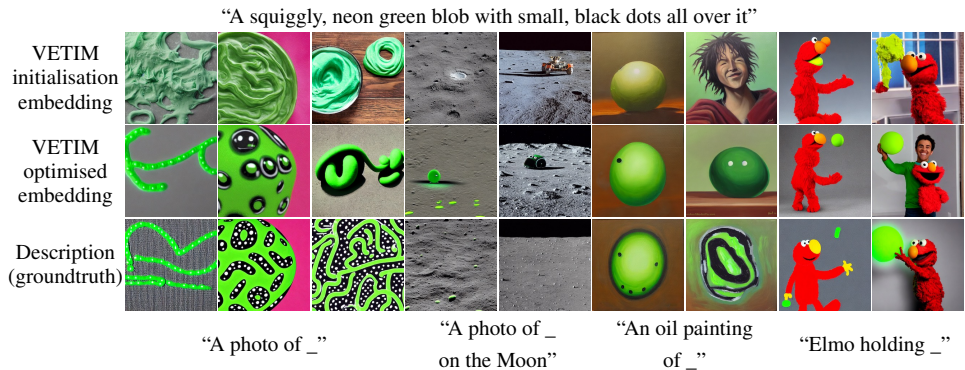 “A squiggly, neon green blob with small, black dots all over it”
VETIM
initialisation
embedding
VETIM
optimised
embedding
Description
(groundtruth)
“A photo of _”
“A photo of _
on the Moon”
“An oil painting
of _”
“Elmo holding _”